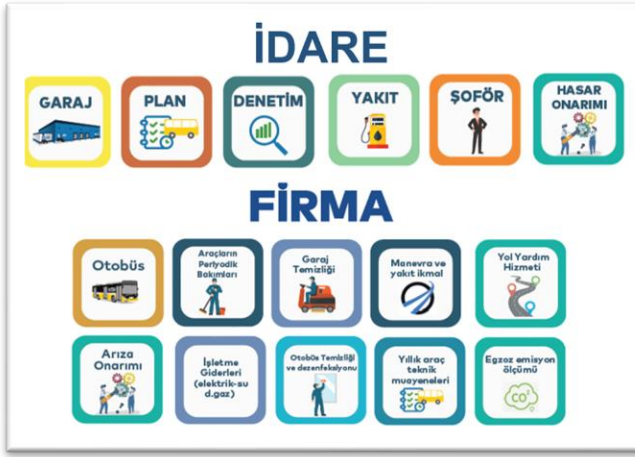 İDARE
GARAJ
PLAN
DENETİM
YAKIT
ŞOFÖR
HASAR
ONARIMI
FİRMA
Otobüs
Araçların
Periyodik
Bakımları
Garaj
Temizliği
Manevra ve
yakıt ikmal
Yol Yardım
Hizmeti
Arıza
Onarımı
İşletme
Giderleri
(elektrik-su
d.gaz)
Otobüs Temizliği
ve dezenfeksiyonu
Yıllık araç
teknik
muayeneleri
Egzoz emisyon
ölçümü
CO2